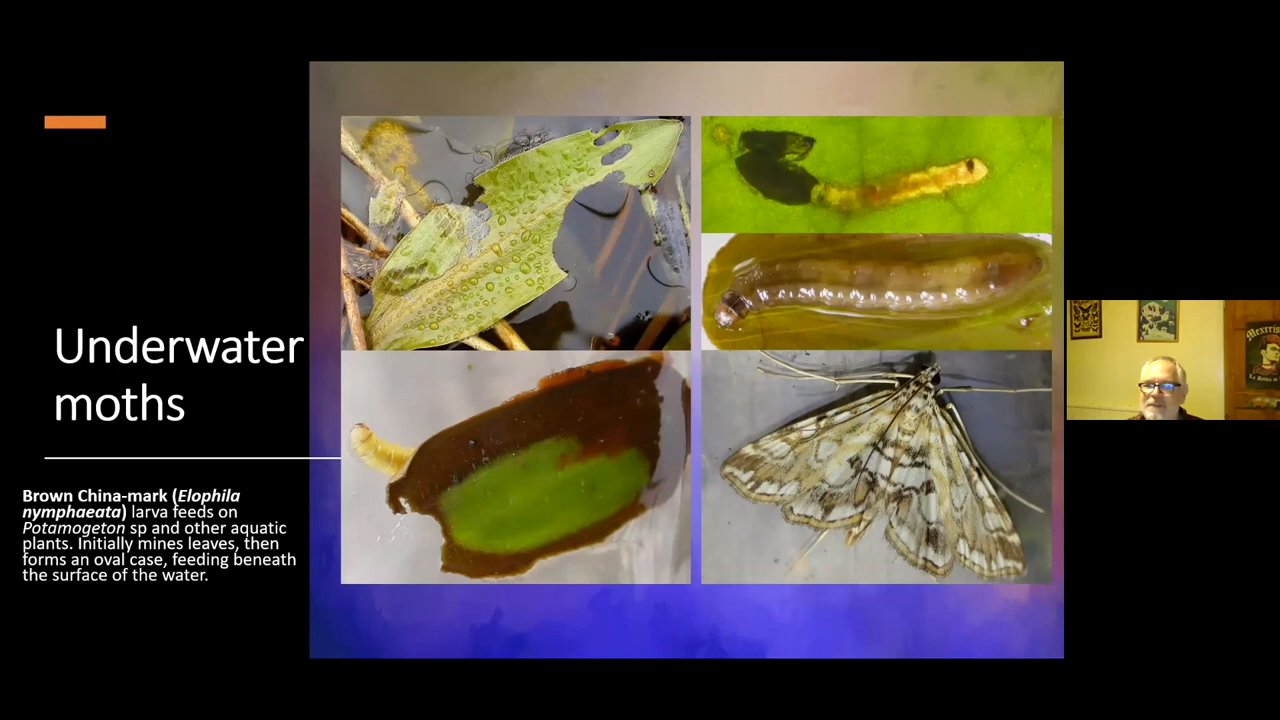 Underwater
moths
Brown China-mark (Elophila
nymphaeata) larva feeds on
Potamogeton sp and other aquatic
plants. Initially mines leaves, then
forms an oval case, feeding beneath
the surface of the water.